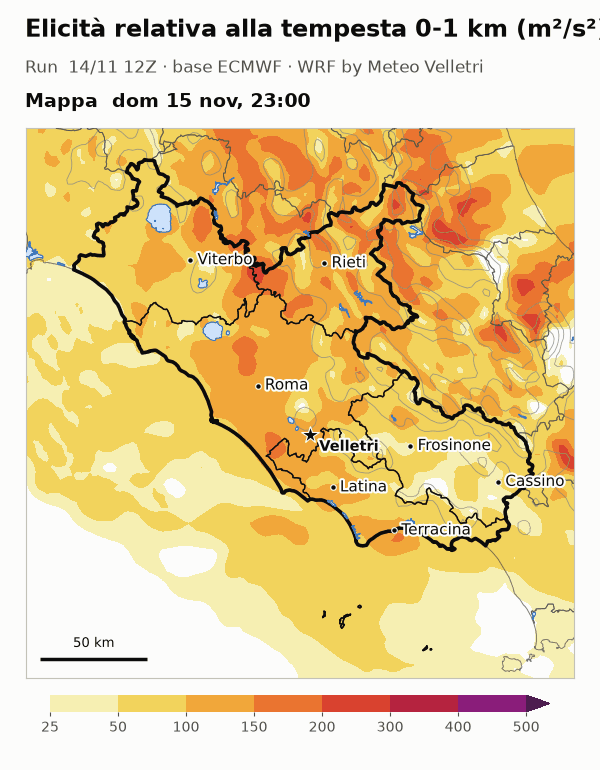 Elicità relativa alla tempesta 0-1 km (m²/s²)
Run 14/11 12Z · base ECMWF · WRF by Meteo Velletri
Mappa dom 15 nov, 23:00
Viterbo
Rieti
Roma
Velletri
Frosinone
Latina
Cassino
Terracina
50 km
25 50 100 150 200 300 400 500